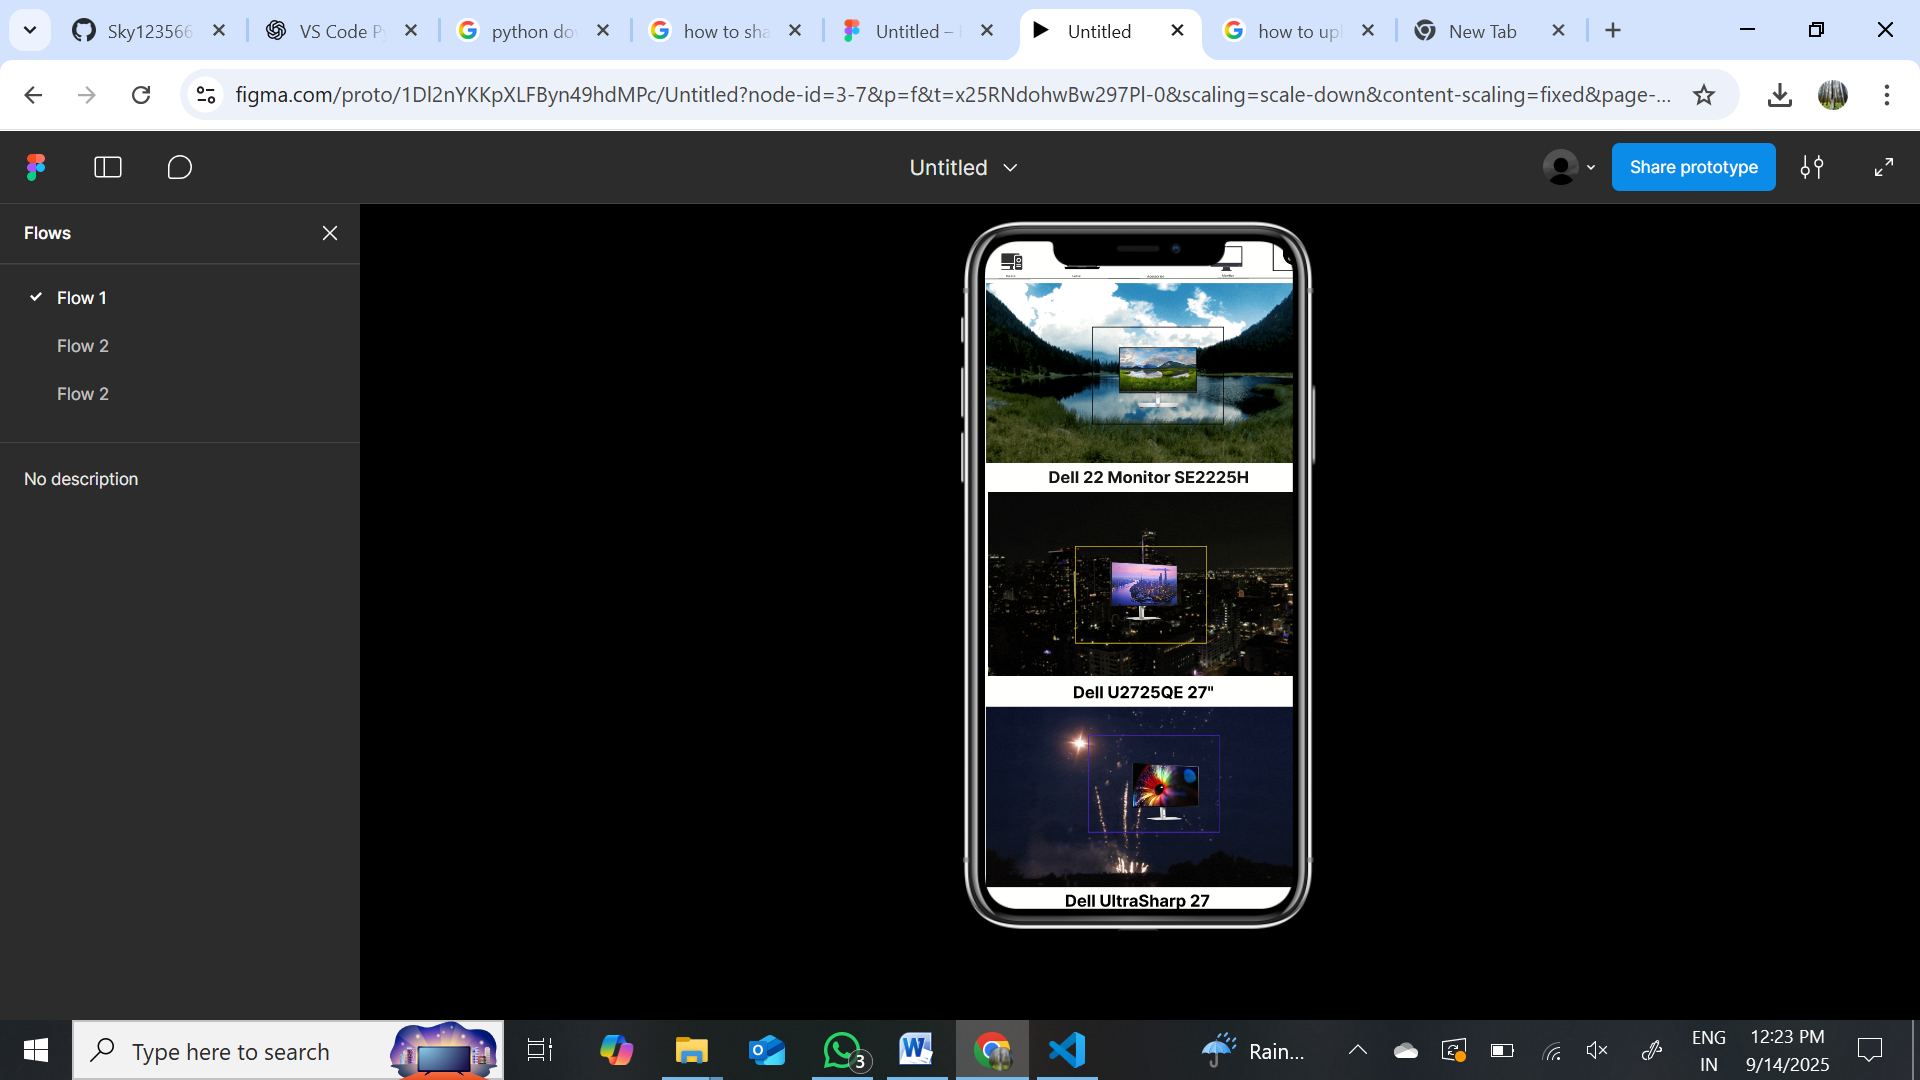 Sky123566
VS Code Py
python do
how to sha
Untitled –
Untitled
how to upl
New Tab
figma.com/proto/1Dl2nYKKpXLFByn49hdMPc/Untitled?node-id=3-7&p=f&t=x25RNdohwBw297Pl-0&scaling=scale-down&content-scaling=fixed&page-...
Untitled
Share prototype
Flows
Flow 1
Flow 2
Flow 2
No description
Dell 22 Monitor SE2225H
Dell U2725QE 27"
Dell UltraSharp 27
Type here to search
3
Rain...
ENG
IN
12:23 PM
9/14/2025